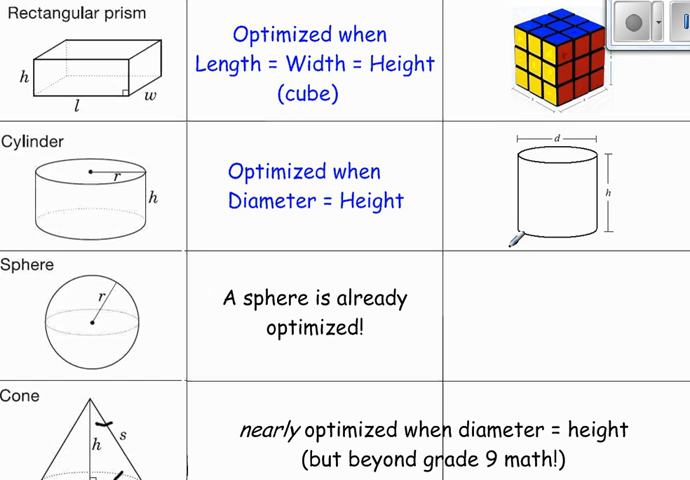 Rectangular prism
h
l
w
Optimized when
Length = Width = Height
(cube)
Cylinder
r
h
Optimized when
Diameter = Height
d
h
Sphere
r
A sphere is already
optimized!
Cone
h
s
nearly optimized when diameter = height
(but beyond grade 9 math!)